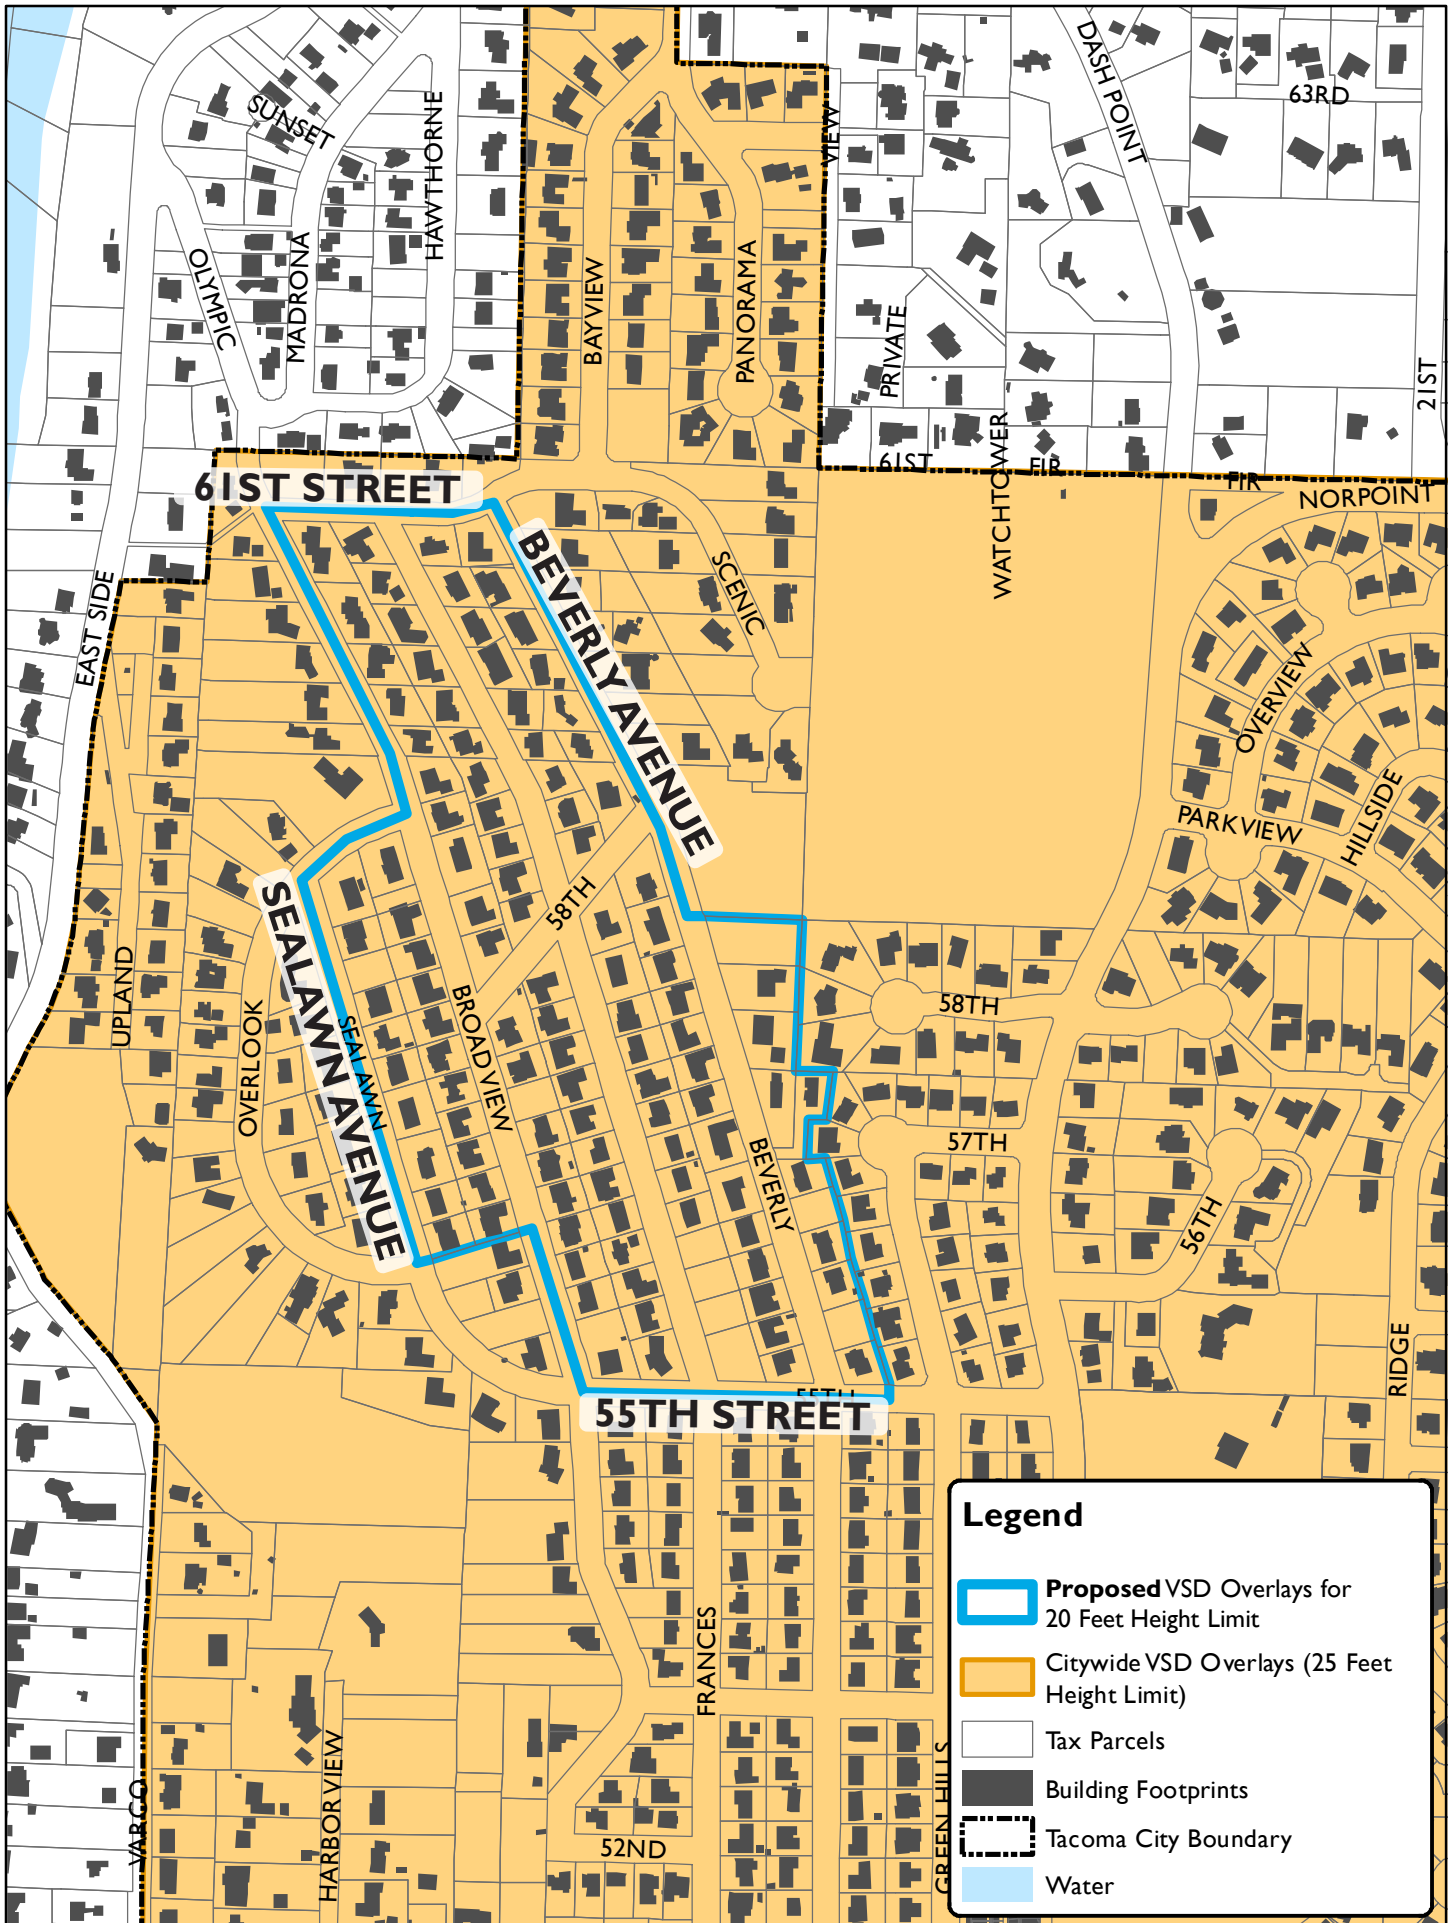 DASH POINT
63RD
SUNSET
HAWTHORNE
VIEW
OLYMPIC
MADRONA
BAYVIEW
PANORAMA
PRIVATE
21ST
WATCHTOWER
61ST
FIR
FIR
NORPOINT
61ST STREET
BEVERLY AVENUE
SCENIC
EAST SIDE
OVERVIEW
PARKVIEW
HILLSIDE
58TH
SEALAWN AVENUE
UPLAND
OVERLOOK
SEALAWN
BROADVIEW
58TH
57TH
BEVERLY
56TH
RIDGE
55TH
55TH STREET
FRANCES
VARCO
HARBOR VIEW
52ND
GREEN HILLS
Legend
Proposed VSD Overlays for
20 Feet Height Limit
Citywide VSD Overlays (25 Feet
Height Limit)
Tax Parcels
Building Footprints
Tacoma City Boundary
Water